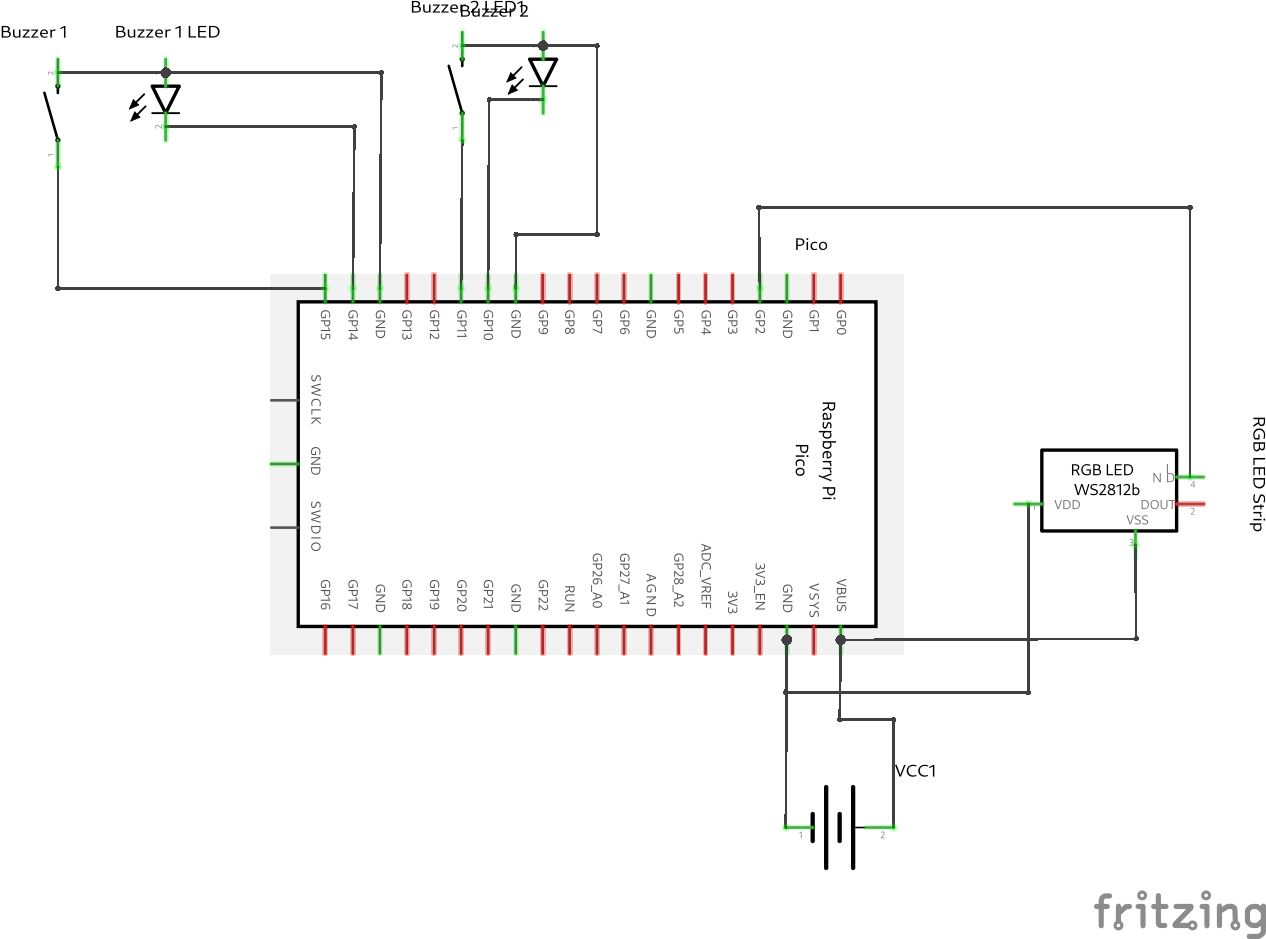 Buzzer 2 LED1
Buzzer 2
Buzzer 1
Buzzer 1 LED
2
2
1
2
1
Pico
GP15
GP14
GND
GP13
GP12
GP11
GP10
GND
GP9
GP8
GP7
GP6
GND
GP5
GP4
GP3
GP2
GND
GP1
GP0
SWCLK
GND
SWDIO
Raspberry Pi
Pico
RGB LED
WS2812b
IN D
4
VDD
1
DOUT
2
VSS
3
RGB LED Strip
GP16
GP17
GND
GP18
GP19
GP20
GP21
GND
GP22
RUN
GP26_A0
GP27_A1
AGND
GP28_A2
ADC_VREF
3V3
3V3_EN
GND
VSYS
VBUS
VCC1
1
2
fritzing